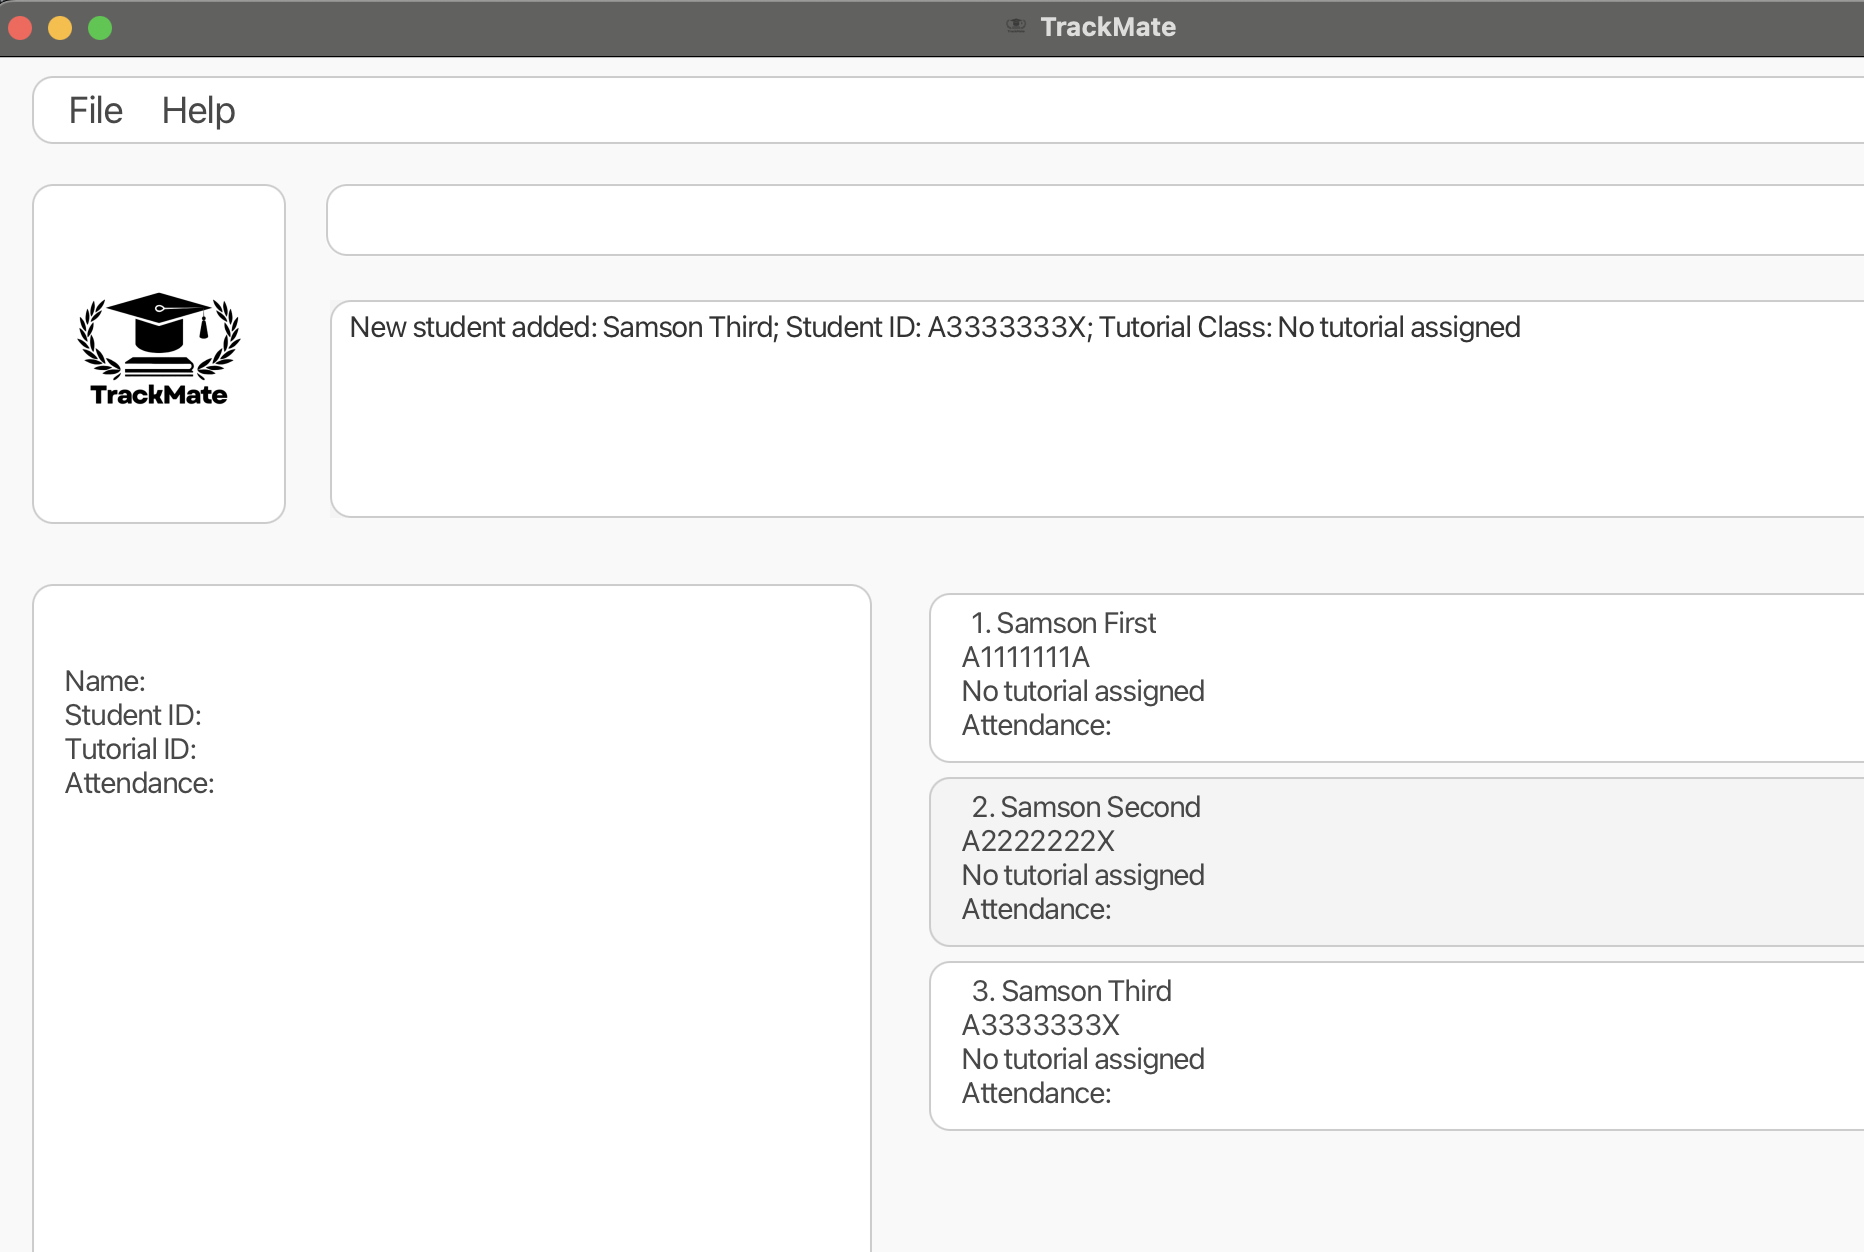 TrackMate
File Help
TrackMate
New student added: Samson Third; Student ID: A3333333X; Tutorial Class: No tutorial assigned
Name:
Student ID:
Tutorial ID:
Attendance:
1. Samson First
A1111111A
No tutorial assigned
Attendance:
2. Samson Second
A2222222X
No tutorial assigned
Attendance:
3. Samson Third
A3333333X
No tutorial assigned
Attendance: